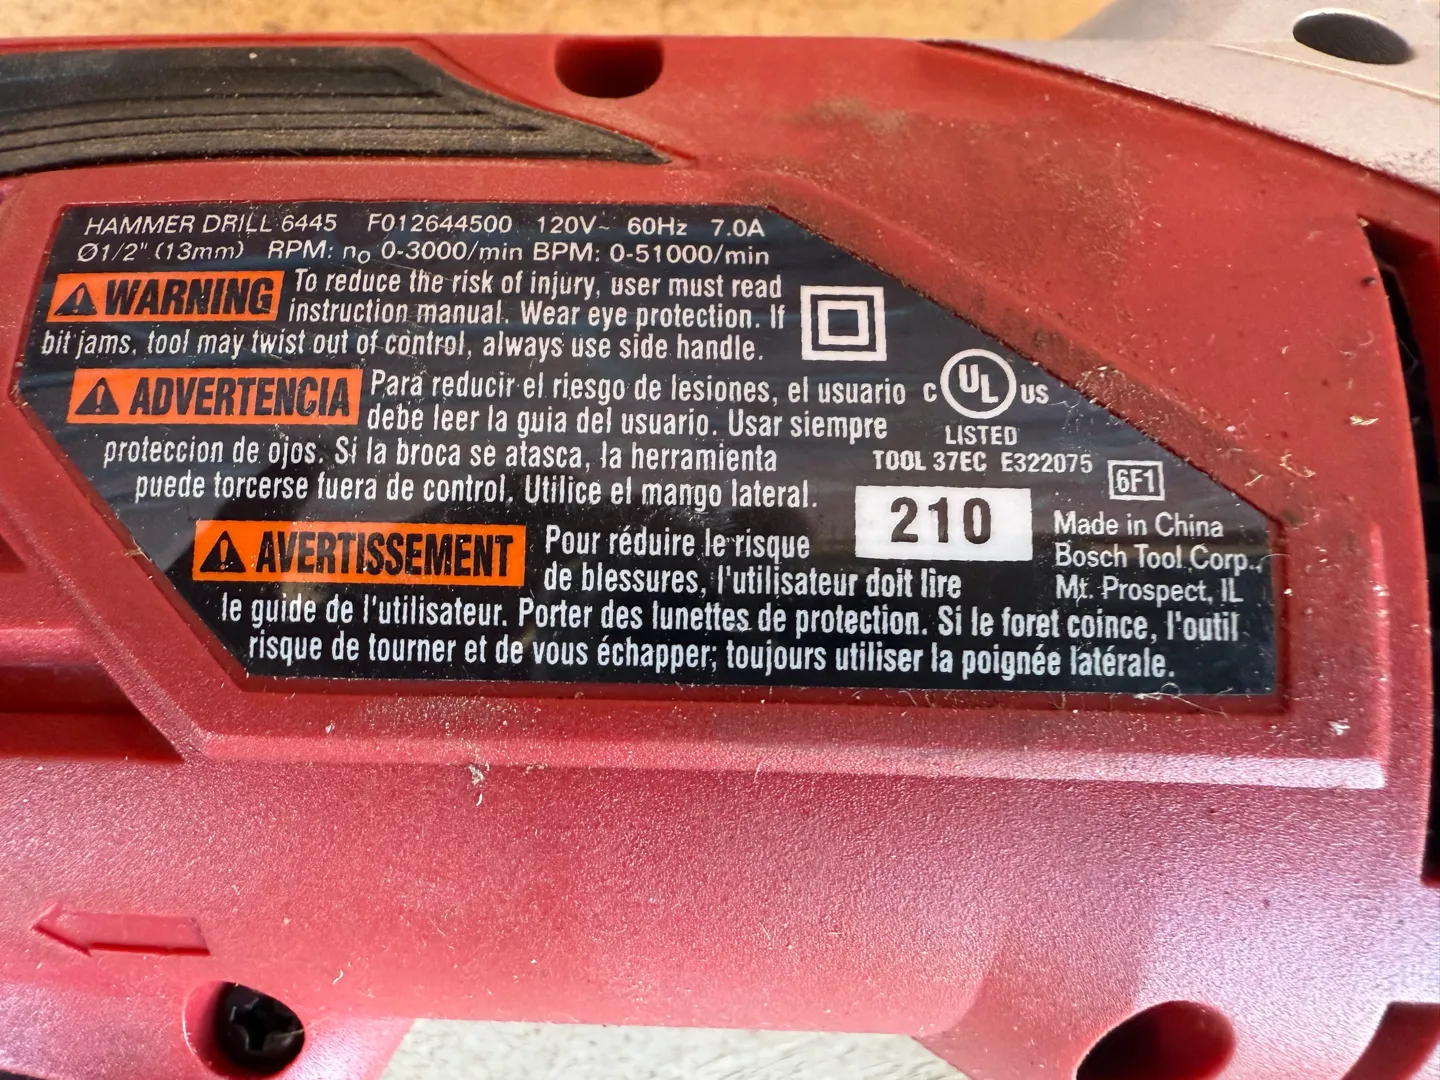 HAMMER DRILL 6445 F012644500 120V~ 60Hz 7.0A
Ø1/2" (13mm) RPM: no 0-3000/min BPM: 0-51000/min
WARNING To reduce the risk of injury, user must read
instruction manual. Wear eye protection. If
bit jams, tool may twist out of control, always use side handle.
ADVERTENCIA Para reducir el riesgo de lesiones, el usuario
debe leer la guia del usuario. Usar siempre
proteccion de ojos. Si la broca se atasca, la herramienta
puede torcerse fuera de control. Utilice el mango lateral.
C UL US
LISTED
TOOL 37EC E322075
6F1
210
Made in China
Bosch Tool Corp.,
Mt. Prospect, IL
AVERTISSEMENT Pour réduire le risque
de blessures, l'utilisateur doit lire
le guide de l'utilisateur. Porter des lunettes de protection. Si le foret coince, l'outil
risque de tourner et de vous échapper; toujours utiliser la poignée latérale.